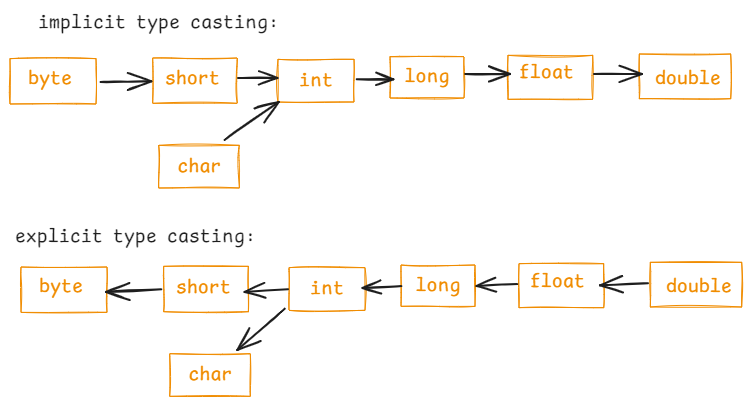 implicit type casting:
byte short int long float double
char
explicit type casting:
byte short int long float double
char